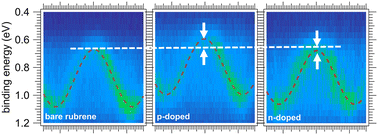 binding energy (eV)
0.4
0.6
0.8
1.0
1.2
bare rubrene
p-doped
n-doped